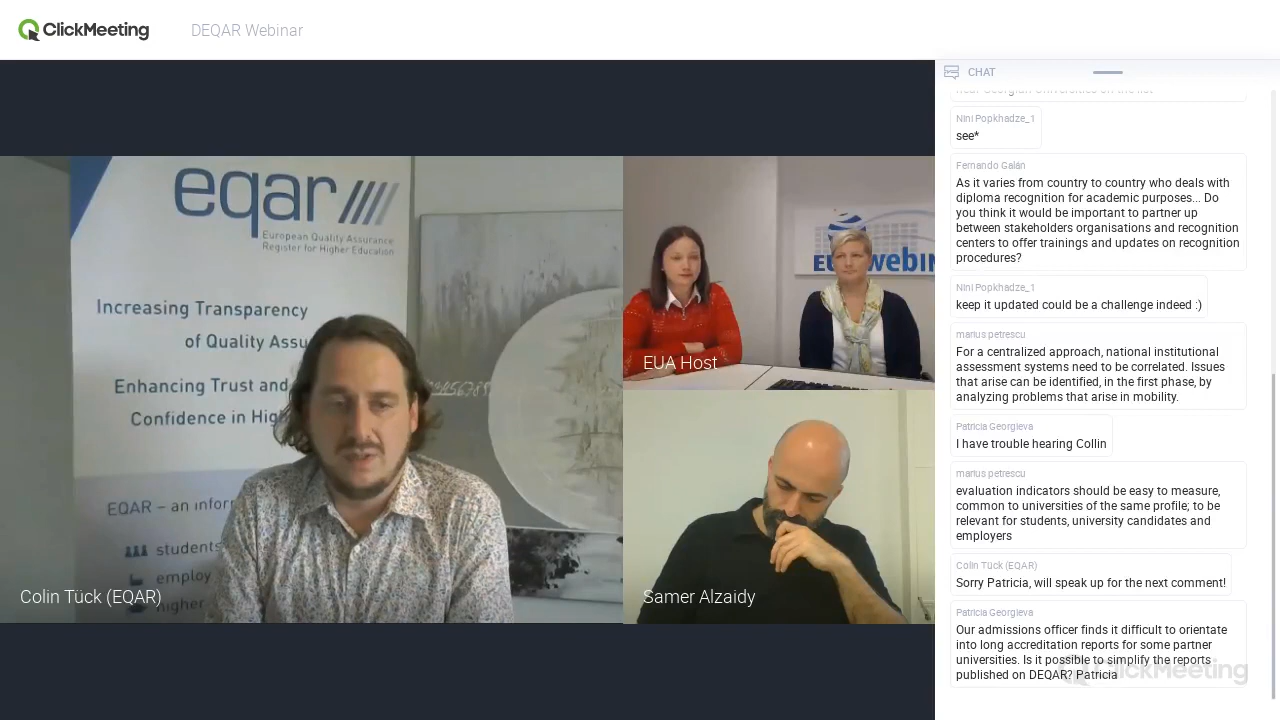 ClickMeeting
DEQAR Webinar
eqar
European Quality Assurance
Register for Higher Education
Increasing Transparency
of Quality Assu
Enhancing Trust and
Confidence in Hig
EQAR – an infor
students
employ
higher
Colin Tück (EQAR)
EUA Host
Samer Alzaidy
CHAT
near Georgian Universities on the list
Nini Popkhadze_1
see*
Fernando Galán
As it varies from country to country who deals with
diploma recognition for academic purposes... Do
you think it would be important to partner up
between stakeholders organisations and recognition
centers to offer trainings and updates on recognition
procedures?
Nini Popkhadze_1
keep it updated could be a challenge indeed :)
marius petrescu
For a centralized approach, national institutional
assessment systems need to be correlated. Issues
that arise can be identified, in the first phase, by
analyzing problems that arise in mobility.
Patricia Georgieva
I have trouble hearing Collin
marius petrescu
evaluation indicators should be easy to measure,
common to universities of the same profile; to be
relevant for students, university candidates and
employers
Colin Tück (EQAR)
Sorry Patricia, will speak up for the next comment!
Patricia Georgieva
Our admissions officer finds it difficult to orientate
into long accreditation reports for some partner
universities. Is it possible to simplify the reports
published on DEQAR? Patricia
ClickMeeting